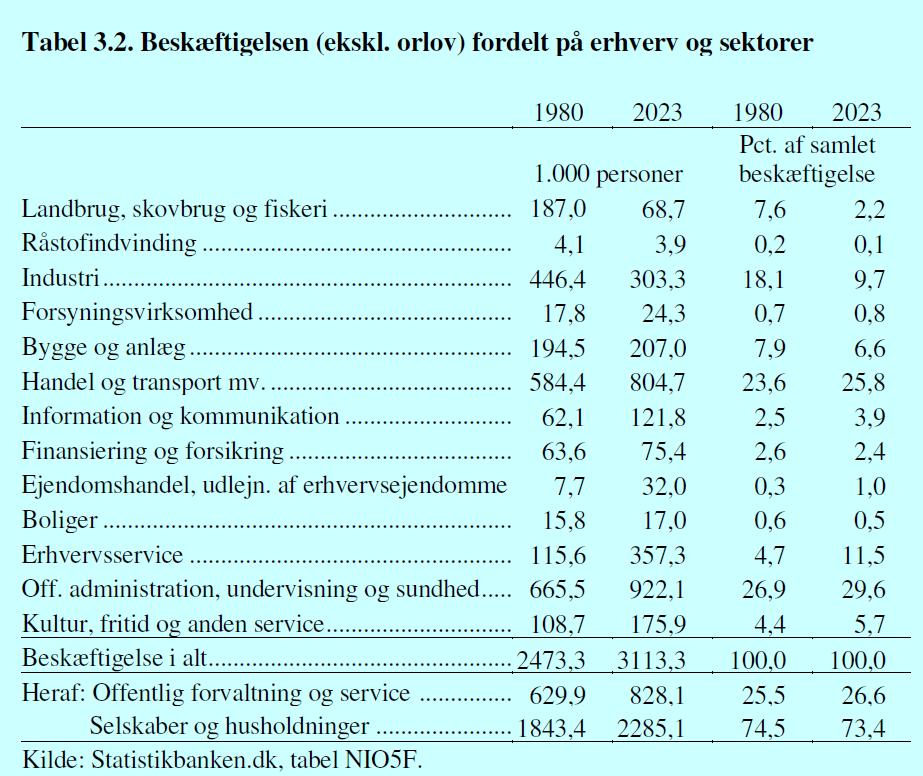 Tabel 3.2. Beskæftigelsen (ekskl. orlov) fordelt på erhverv og sektorer
1980 2023 1980 2023
Pct. af samlet
1.000 personer beskæftigelse
Landbrug, skovbrug og fiskeri ............................ 187,0 68,7 7,6 2,2
Råstofindvinding ................................................ 4,1 3,9 0,2 0,1
Industri ................................................................ 446,4 303,3 18,1 9,7
Forsyningsvirksomhed ....................................... 17,8 24,3 0,7 0,8
Bygge og anlæg .................................................. 194,5 207,0 7,9 6,6
Handel og transport mv. ..................................... 584,4 804,7 23,6 25,8
Information og kommunikation .......................... 62,1 121,8 2,5 3,9
Finansiering og forsikring .................................. 63,6 75,4 2,6 2,4
Ejendomshandel, udlejn. af erhvervsejendomme 7,7 32,0 0,3 1,0
Boliger ................................................................ 15,8 17,0 0,6 0,5
Erhvervsservice .................................................. 115,6 357,3 4,7 11,5
Off. administration, undervisning og sundhed ..... 665,5 922,1 26,9 29,6
Kultur, fritid og anden service ............................. 108,7 175,9 4,4 5,7
Beskæftigelse i alt ............................................... 2473,3 3113,3 100,0 100,0
Heraf: Offentlig forvaltning og service .............. 629,9 828,1 25,5 26,6
Selskaber og husholdninger ..................... 1843,4 2285,1 74,5 73,4
Kilde: Statistikbanken.dk, tabel NIO5F.